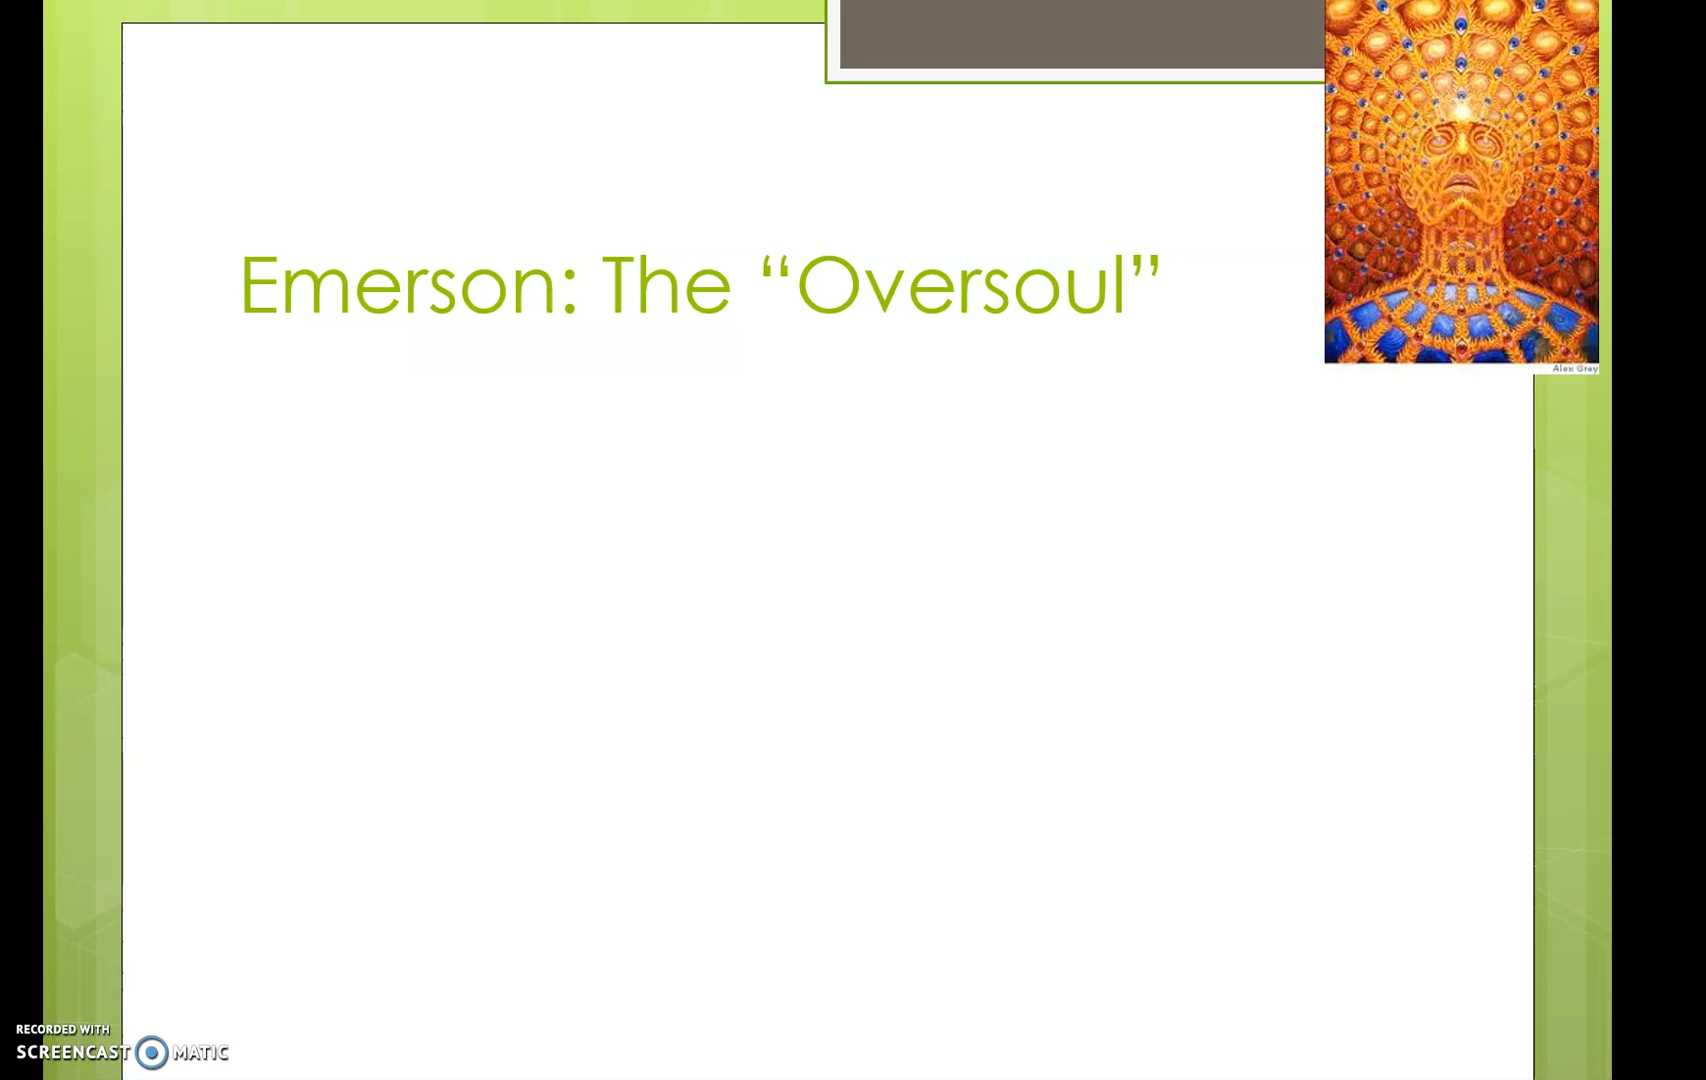 Emerson: The “Oversoul”
Alex Grey
RECORDED WITH
SCREENCAST MATIC